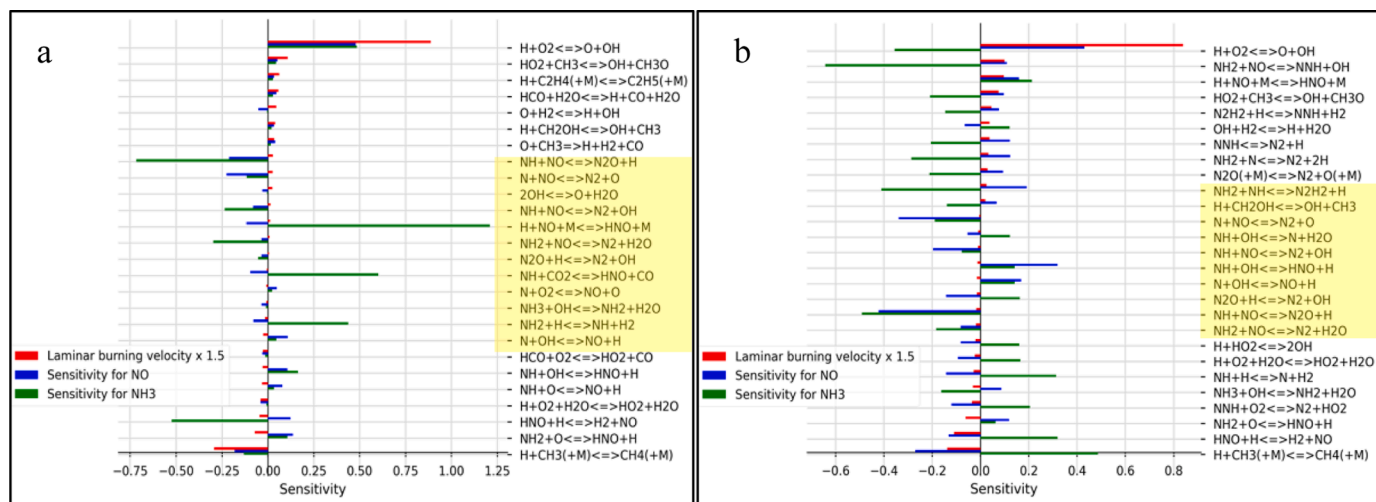 a
H+O2<=>O+OH
HO2+CH3<=>OH+CH3O
H+C2H4(+M)<=>C2H5(+M)
HCO+H2O<=>H+CO+H2O
O+H2<=>H+OH
H+CH2OH<=>OH+CH3
O+CH3<=>H+H2+CO
NH+NO<=>N2O+H
N+NO<=>N2+O
2OH<=>O+H2O
NH+NO<=>N2+OH
H+NO+M<=>HNO+M
NH2+NO<=>N2+H2O
N2O+H<=>N2+OH
NH+CO2<=>HNO+CO
N+O2<=>NO+O
NH3+OH<=>NH2+H2O
NH2+H<=>NH+H2
N+OH<=>NO+H
HCO+O2<=>HO2+CO
NH+OH<=>HNO+H
NH+O<=>NO+H
H+O2+H2O<=>HO2+H2O
HNO+H<=>H2+NO
NH2+O<=>HNO+H
H+CH3(+M)<=>CH4(+M)
Laminar burning velocity x 1.5
Sensitivity for NO
Sensitivity for NH3
−0.75 −0.50 −0.25 0.00 0.25 0.50 0.75 1.00 1.25
Sensitivity
b
H+O2<=>O+OH
NH2+NO<=>NNH+OH
H+NO+M<=>HNO+M
HO2+CH3<=>OH+CH3O
N2H2+H<=>NNH+H2
OH+H2<=>H+H2O
NNH<=>N2+H
NH2+N<=>N2+2H
N2O(+M)<=>N2+O(+M)
NH2+NH<=>N2H2+H
H+CH2OH<=>OH+CH3
N+NO<=>N2+O
NH+OH<=>N+H2O
NH+NO<=>N2+OH
NH+OH<=>HNO+H
N+OH<=>NO+H
N2O+H<=>N2+OH
NH+NO<=>N2O+H
NH2+NO<=>N2+H2O
H+HO2<=>2OH
H+O2+H2O<=>HO2+H2O
NH+H<=>N+H2
NH3+OH<=>NH2+H2O
NNH+O2<=>N2+HO2
NH2+O<=>HNO+H
HNO+H<=>H2+NO
H+CH3(+M)<=>CH4(+M)
Laminar burning velocity x 1.5
Sensitivity for NO
Sensitivity for NH3
−0.6 −0.4 −0.2 0.0 0.2 0.4 0.6 0.8
Sensitivity